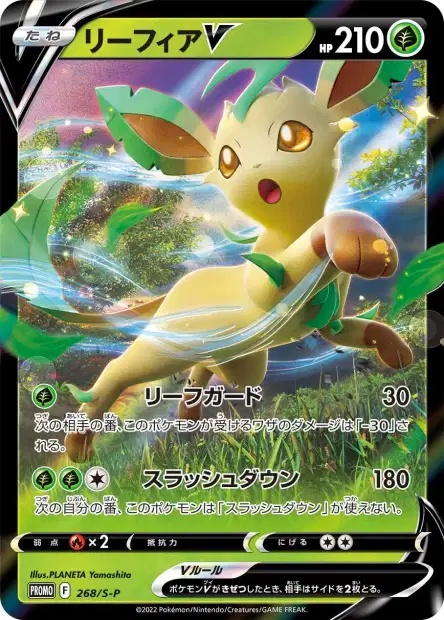 たね リーフィアV HP 210
リーフガード 30
次の相手の番、このポケモンが受けるワザのダメージは「-30」さ
れる。
スラッシュダウン 180
次の自分の番、このポケモンは「スラッシュダウン」が使えない。
弱点 ×2 抵抗力 にげる
Vルール
ポケモンVがきぜつしたとき、相手はサイドを2枚とる。
Illus.PLANETA Yamashita
PROMO F 268/S-P
©2022 Pokémon/Nintendo/Creatures/GAME FREAK.